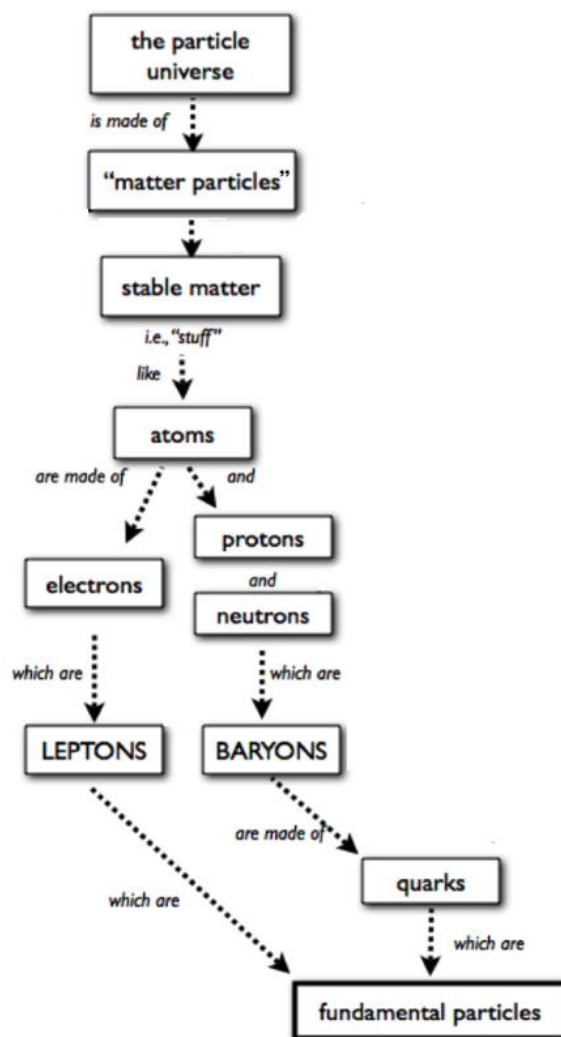 the particle
universe
is made of
“matter particles”
stable matter
i.e., “stuff”
like
atoms
are made of
and
protons
electrons
and
neutrons
which are
which are
LEPTONS
BARYONS
are made of
quarks
which are
which are
fundamental particles